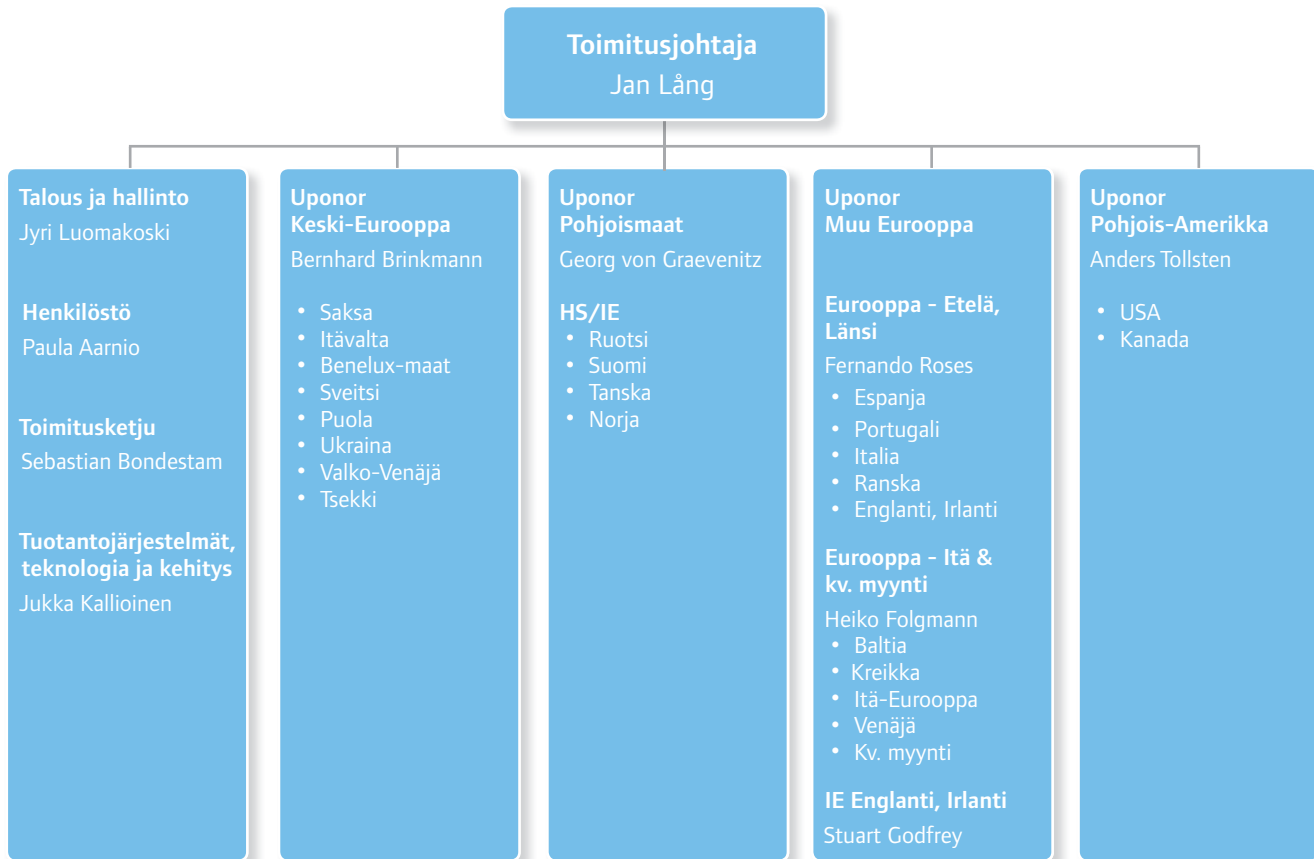 Toimitusjohtaja
Jan Lång
Talous ja hallinto
Jyri Luomakoski
Henkilöstö
Paula Aarnio
Toimitusketju
Sebastian Bondestam
Tuotantojärjestelmät,
teknologia ja kehitys
Jukka Kallioinen
Uponor
Keski-Eurooppa
Bernhard Brinkmann
• Saksa
• Itävalta
• Benelux-maat
• Sveitsi
• Puola
• Ukraina
• Valko-Venäjä
• Tsekki
Uponor
Pohjoismaat
Georg von Graevenitz
HS/IE
• Ruotsi
• Suomi
• Tanska
• Norja
Uponor
Muu Eurooppa
Eurooppa - Etelä,
Länsi
Fernando Roses
• Espanja
• Portugali
• Italia
• Ranska
• Englanti, Irlanti
Eurooppa - Itä &
kv. myynti
Heiko Folgmann
• Baltia
• Kreikka
• Itä-Eurooppa
• Venäjä
• Kv. myynti
IE Englanti, Irlanti
Stuart Godfrey
Uponor
Pohjois-Amerikka
Anders Tollsten
• USA
• Kanada